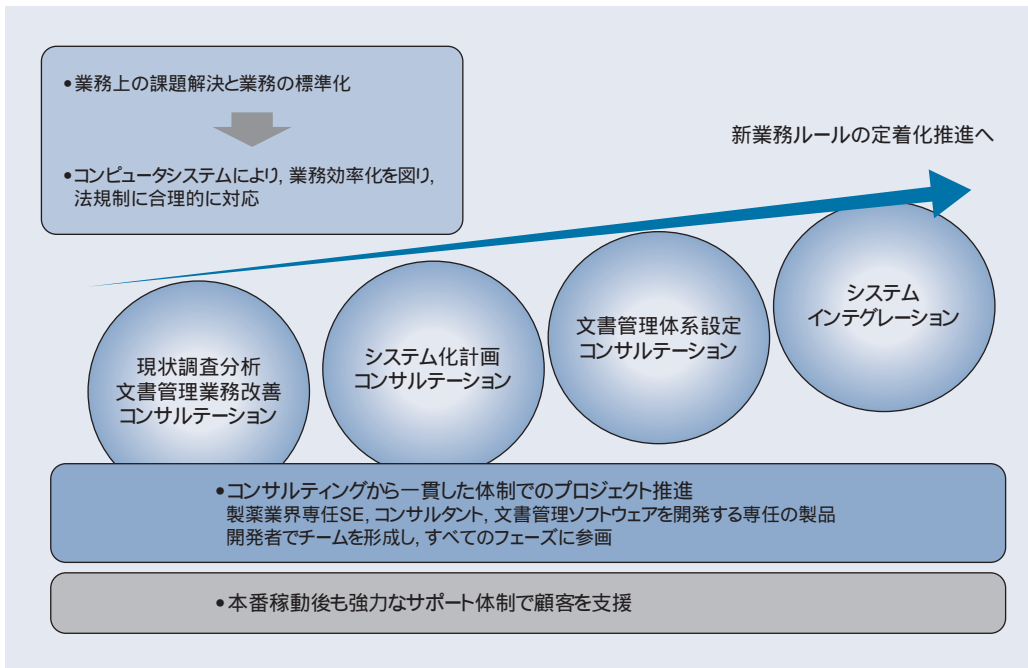 •業務上の課題解決と業務の標準化
•コンピュータシステムにより, 業務効率化を図り,
法規制に合理的に対応
新業務ルールの定着化推進へ
現状調査分析
文書管理業務改善
コンサルテーション
システム化計画
コンサルテーション
文書管理体系設定
コンサルテーション
システム
インテグレーション
•コンサルティングから一貫した体制でのプロジェクト推進
製薬業界専任SE, コンサルタント, 文書管理ソフトウェアを開発する専任の製品
開発者でチームを形成し, すべてのフェーズに参画
•本番稼動後も強力なサポート体制で顧客を支援